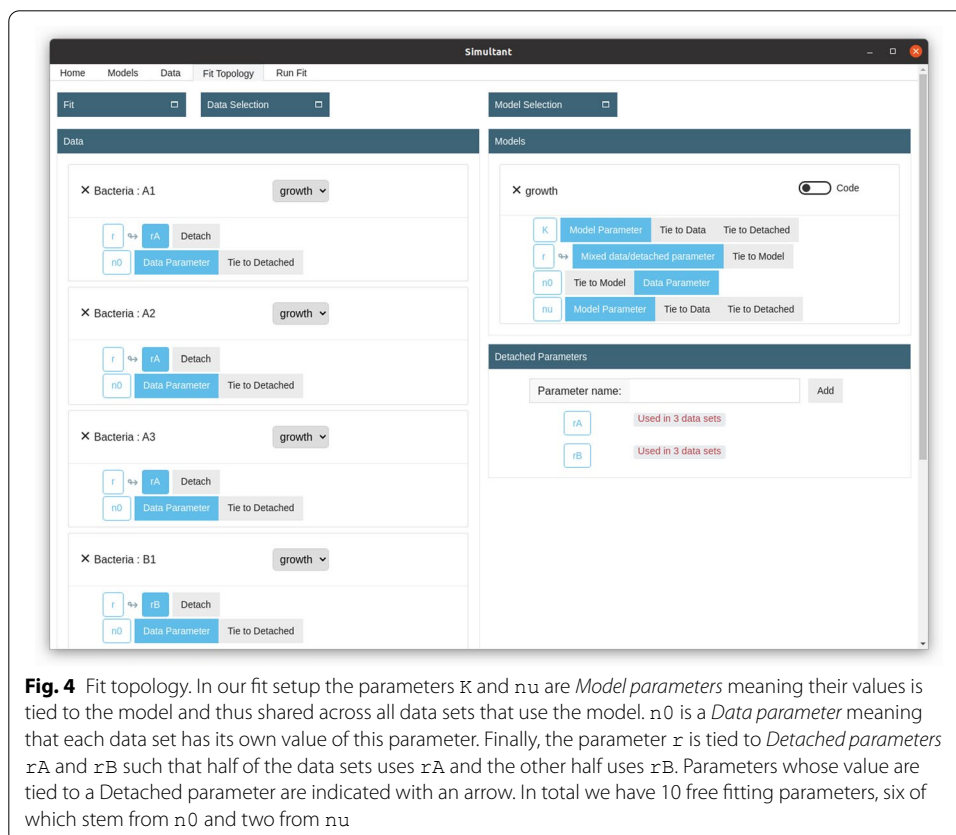 Simultant
Home Models Data Fit Topology Run Fit
Fit Data Selection Model Selection
Data
Bacteria : A1 growth
r rA Detach
n0 Data Parameter Tie to Detached
Bacteria : A2 growth
r rA Detach
n0 Data Parameter Tie to Detached
Bacteria : A3 growth
r rA Detach
n0 Data Parameter Tie to Detached
Bacteria : B1 growth
r rB Detach
n0 Data Parameter Tie to Detached
Models
growth Code
K Model Parameter Tie to Data Tie to Detached
r Mixed data/detached parameter Tie to Model
n0 Tie to Model Data Parameter
nu Model Parameter Tie to Data Tie to Detached
Detached Parameters
Parameter name: Add
rA Used in 3 data sets
rB Used in 3 data sets
Fig. 4 Fit topology. In our fit setup the parameters K and nu are Model parameters meaning their values is
tied to the model and thus shared across all data sets that use the model. n0 is a Data parameter meaning
that each data set has its own value of this parameter. Finally, the parameter r is tied to Detached parameters
rA and rB such that half of the data sets uses rA and the other half uses rB. Parameters whose value are
tied to a Detached parameter are indicated with an arrow. In total we have 10 free fitting parameters, six of
which stem from n0 and two from nu